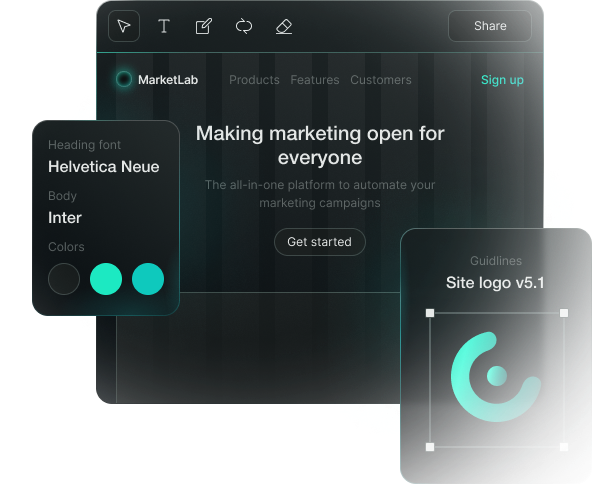 Share
MarketLab
Products Features Customers
Sign up
Making marketing open for
everyone
The all-in-one platform to automate your
marketing campaigns
Get started
Heading font
Helvetica Neue
Body
Inter
Colors
Guidlines
Site logo v5.1